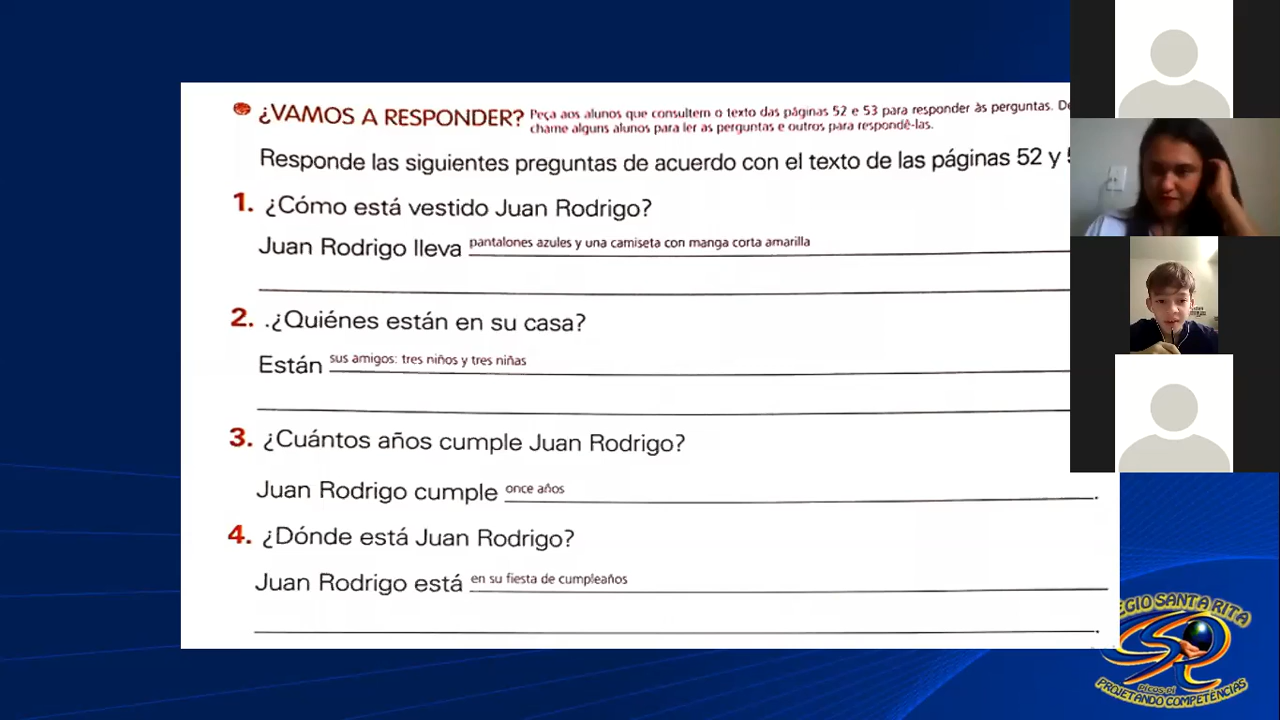 ¿VAMOS A RESPONDER? Peça aos alunos que consultem o texto das páginas 52 e 53 para responder às perguntas.
chame alguns alunos para ler as perguntas e outros para respondê-las.
Responde las siguientes preguntas de acuerdo con el texto de las páginas 52 y
1. ¿Cómo está vestido Juan Rodrigo?
Juan Rodrigo lleva pantalones azules y una camiseta con manga corta amarilla
2. .¿Quiénes están en su casa?
Están sus amigos: tres niños y tres niñas
3. ¿Cuántos años cumple Juan Rodrigo?
Juan Rodrigo cumple once años.
4. ¿Dónde está Juan Rodrigo?
Juan Rodrigo está en su fiesta de cumpleaños
.
EGIO SANTA RITA
PICOS-PI
PROJETANDO COMPETÊNCIAS